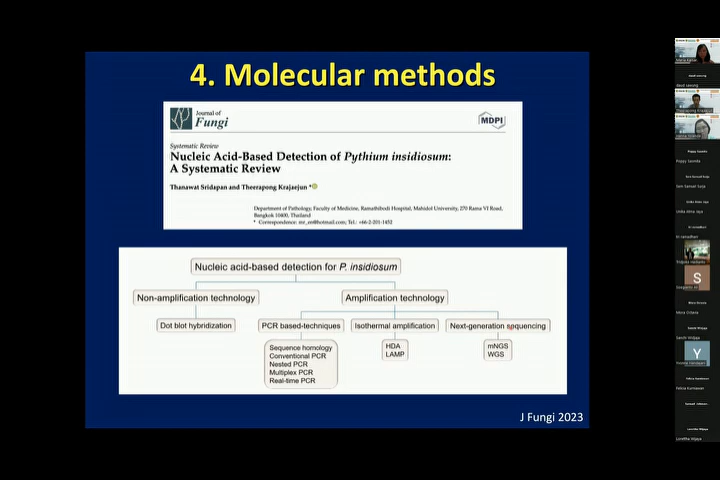 4. Molecular methods
Journal of
Fungi
MDPI
Systematic Review
Nucleic Acid-Based Detection of Pythium insidiosum:
A Systematic Review
Thanawat Sridapan and Theerapong Krajaejun *
Department of Pathology, Faculty of Medicine, Ramathibodi Hospital, Mahidol University, 270 Rama VI Road,
Bangkok 10400, Thailand
* Correspondence: mr_en@hotmail.com; Tel.: +66-2-201-1452
Nucleic acid-based detection for P. insidiosum
Non-amplification technology
Amplification technology
Dot blot hybridization
PCR based-techniques
Isothermal amplification
Next-generation sequencing
Sequence homology
Conventional PCR
Nested PCR
Multiplex PCR
Real-time PCR
HDA
LAMP
mNGS
WGS
J Fungi 2023
S
Y